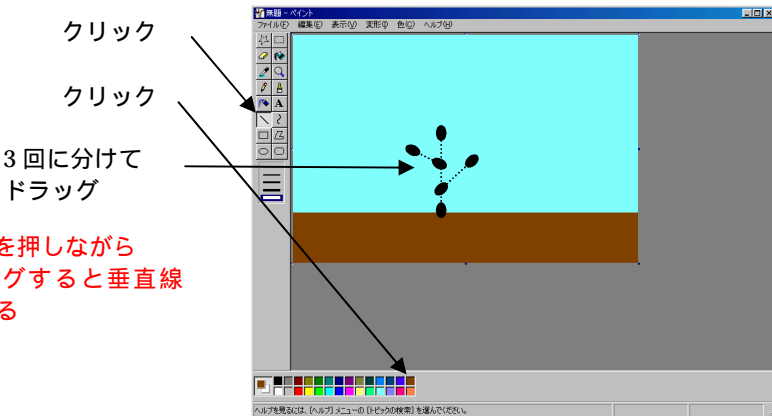 クリック
クリック
3 回に分けて
ドラッグ
を押しながら
グすると垂直線
る
無題 - ペイント
ファイル(F) 編集(E) 表示(V) 変形(I) 色(C) ヘルプ(H)
A
ヘルプを見るには、[ヘルプ] メニューの [トピックの検索] を選んでください。